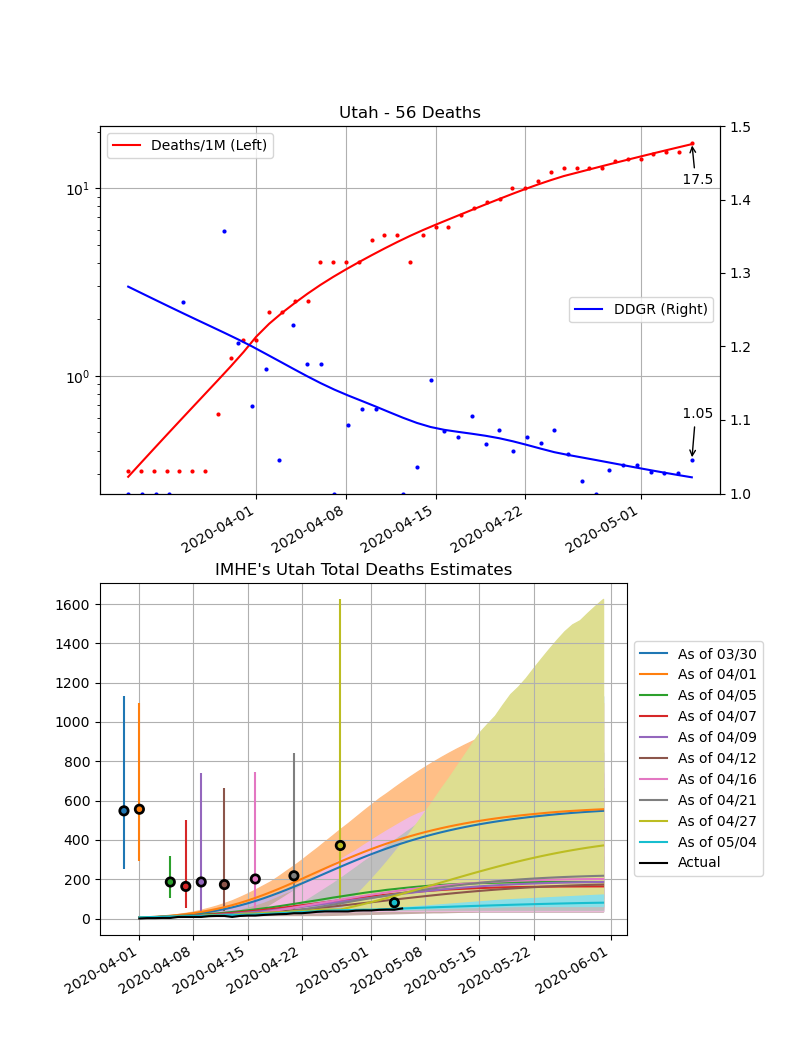 Utah - 56 Deaths
Deaths/1M (Left)
DDGR (Right)
10¹
10⁰
1.5
1.4
1.3
1.2
1.1
1.0
17.5
1.05
2020-04-01
2020-04-08
2020-04-15
2020-04-22
2020-05-01
IMHE's Utah Total Deaths Estimates
1600
1400
1200
1000
800
600
400
200
0
2020-04-01
2020-04-08
2020-04-15
2020-04-22
2020-05-01
2020-05-08
2020-05-15
2020-05-22
2020-06-01
As of 03/30
As of 04/01
As of 04/05
As of 04/07
As of 04/09
As of 04/12
As of 04/16
As of 04/21
As of 04/27
As of 05/04
Actual